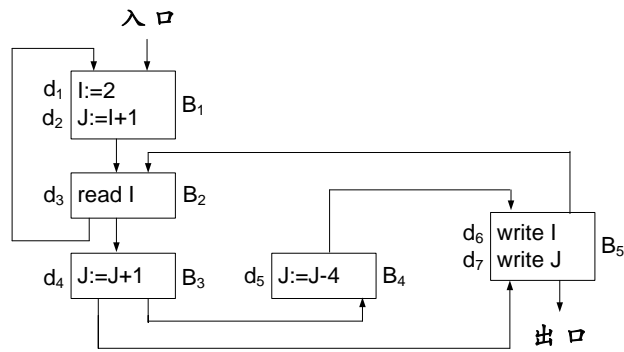 入口
d₁ I:=2
d₂ J:=I+1
B₁
d₃ read I
B₂
d₄ J:=J+1
B₃
d₅ J:=J-4
B₄
d₆ write I
d₇ write J
B₅
出口